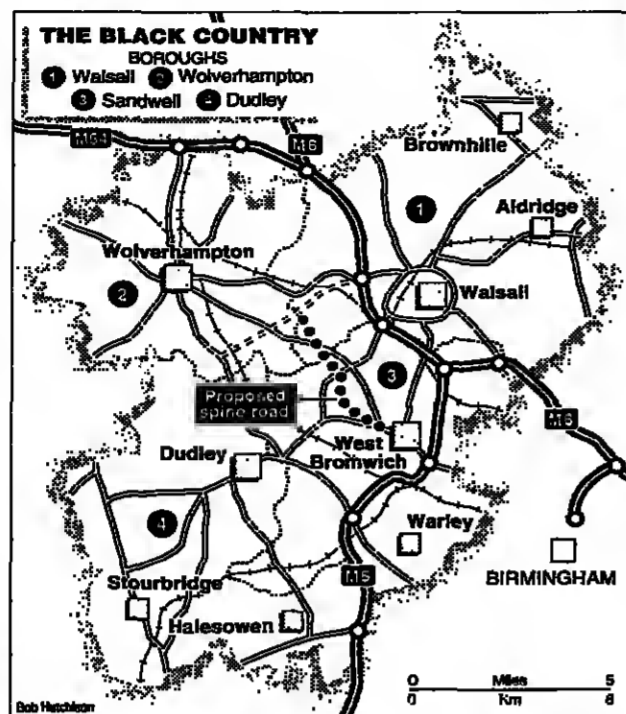 THE BLACK COUNTRY
BOROUGHS
1 Walsall 2 Wolverhampton
3 Sandwell 4 Dudley
M54
M6
Brownhills
1
Aldridge
Wolverhampton
Walsall
2
3
Proposed
spine road
M6
West
Bromwich
Dudley
4
Warley
Stourbridge
M5
BIRMINGHAM
Halesowen
0 Miles 5
0 Km 8
Bob Hutchison